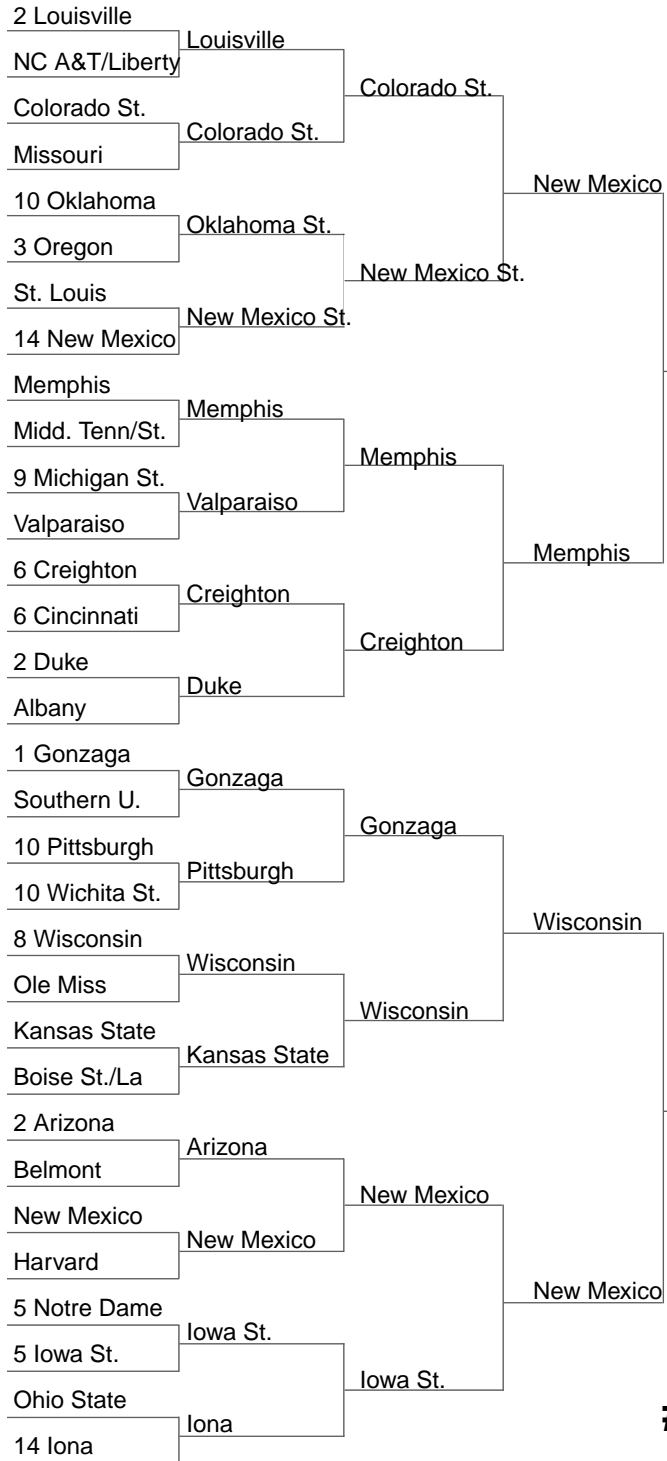 2 Louisville
NC A&T/Liberty
Colorado St.
Missouri
10 Oklahoma
3 Oregon
St. Louis
14 New Mexico
Memphis
Midd. Tenn/St.
9 Michigan St.
Valparaiso
6 Creighton
6 Cincinnati
2 Duke
Albany
1 Gonzaga
Southern U.
10 Pittsburgh
10 Wichita St.
8 Wisconsin
Ole Miss
Kansas State
Boise St./La
2 Arizona
Belmont
New Mexico
Harvard
5 Notre Dame
5 Iowa St.
Ohio State
14 Iona
Louisville
Colorado St.
Oklahoma St.
New Mexico St.
Memphis
Valparaiso
Creighton
Duke
Gonzaga
Pittsburgh
Wisconsin
Kansas State
Arizona
New Mexico
Iowa St.
Iona
Colorado St.
New Mexico St.
Memphis
Creighton
Gonzaga
Wisconsin
New Mexico
Iowa St.
New Mexico
Memphis
Wisconsin
New Mexico